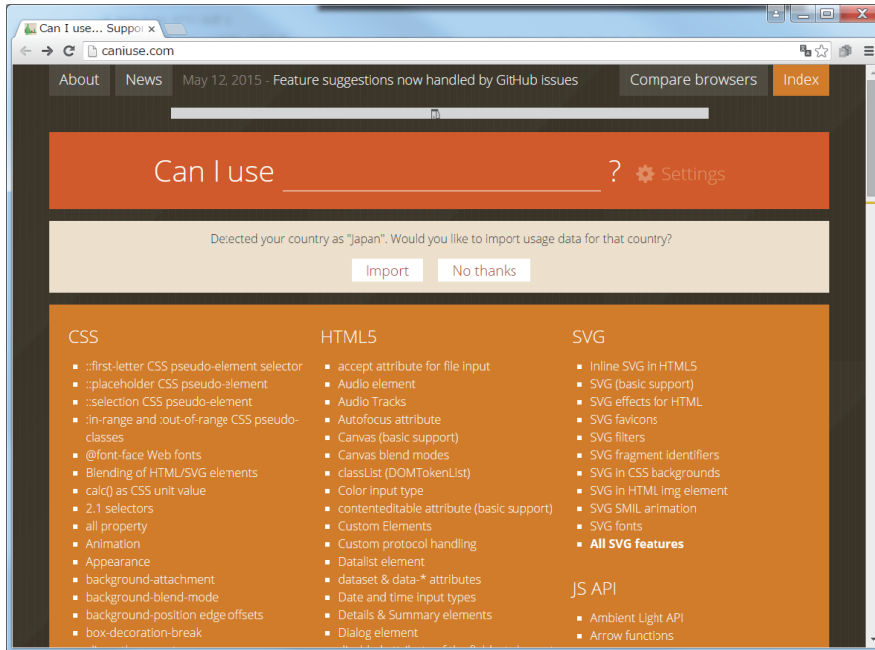 Can I use... Suppor
caniuse.com
About News May 12, 2015 - Feature suggestions now handled by GitHub issues Compare browsers Index
Can I use ? Settings
Detected your country as "Japan". Would you like to import usage data for that country?
Import No thanks
CSS
::first-letter CSS pseudo-element selector
::placeholder CSS pseudo-element
::selection CSS pseudo-element
:in-range and :out-of-range CSS pseudo-
classes
@font-face Web fonts
Blending of HTML/SVG elements
calc() as CSS unit value
2.1 selectors
all property
Animation
Appearance
background-attachment
background-blend-mode
background-position edge offsets
box-decoration-break
HTML5
accept attribute for file input
Audio element
Audio Tracks
Autofocus attribute
Canvas (basic support)
Canvas blend modes
classList (DOMTokenList)
Color input type
contenteditable attribute (basic support)
Custom Elements
Custom protocol handling
Datalist element
dataset & data-* attributes
Date and time input types
Details & Summary elements
Dialog element
SVG
Inline SVG in HTML5
SVG (basic support)
SVG effects for HTML
SVG favicons
SVG filters
SVG fragment identifiers
SVG in CSS backgrounds
SVG in HTML img element
SVG SMIL animation
SVG fonts
All SVG features
JS API
Ambient Light API
Arrow functions